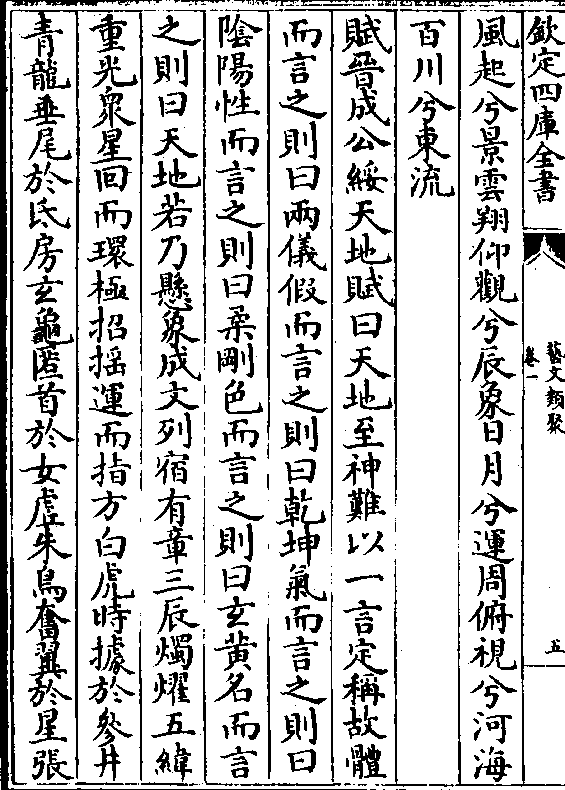 欽定四庫全書
藝文類聚
卷一
五
風起兮景雲翔仰觀兮辰象日月兮運周俯視兮河海
百川兮東流
賦晉成公綏天地賦曰天地至神難以一言定稱故體
而言之則曰兩儀假而言之則曰乾坤氣而言之則曰
陰陽性而言之則曰柔剛色而言之則曰玄黃名而言
之則曰天地若乃懸象成文列宿有章三辰燭燿五緯
重光衆星回而環極招揺運而指方白虎時據於參井
青龍垂尾於氐房玄龜匿首於女虛朱鳥奮翼於星張